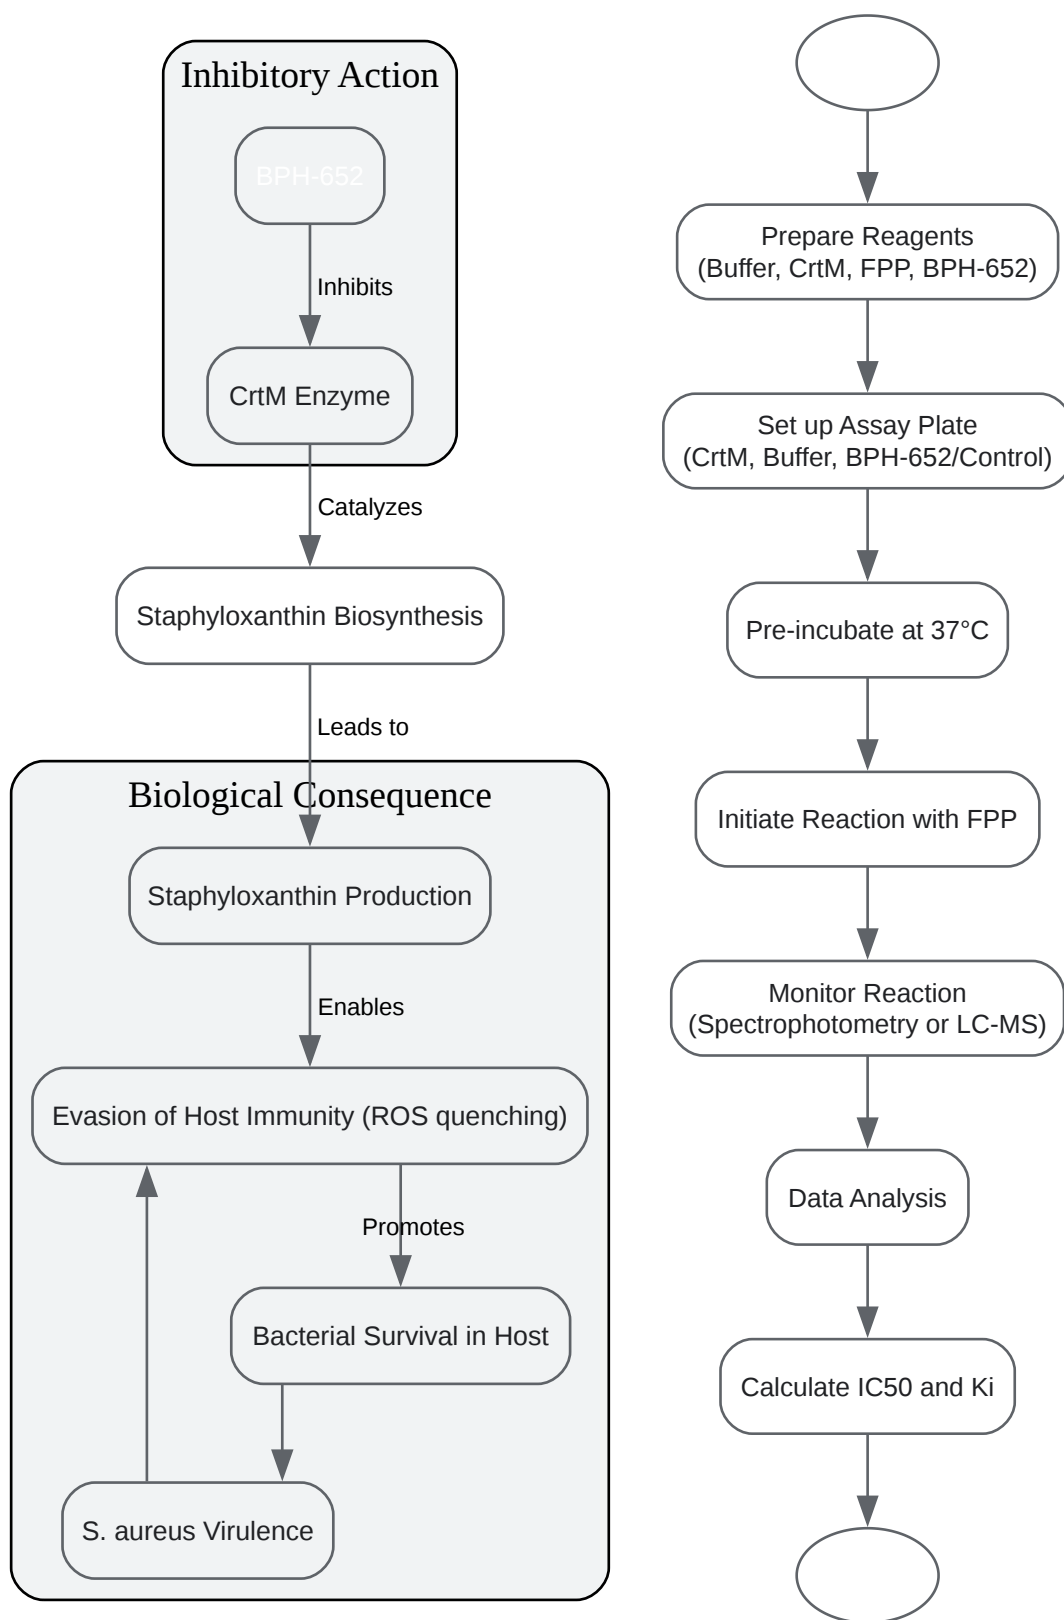 Inhibitory Action
BPH-652
Inhibits
CrtM Enzyme
Catalyzes
Staphyloxanthin Biosynthesis
Leads to
Biological Consequence
Staphyloxanthin Production
Enables
Evasion of Host Immunity (ROS quenching)
Promotes
Bacterial Survival in Host
S. aureus Virulence
Prepare Reagents
(Buffer, CrtM, FPP, BPH-652)
Set up Assay Plate
(CrtM, Buffer, BPH-652/Control)
Pre-incubate at 37°C
Initiate Reaction with FPP
Monitor Reaction
(Spectrophotometry or LC-MS)
Data Analysis
Calculate IC50 and Ki